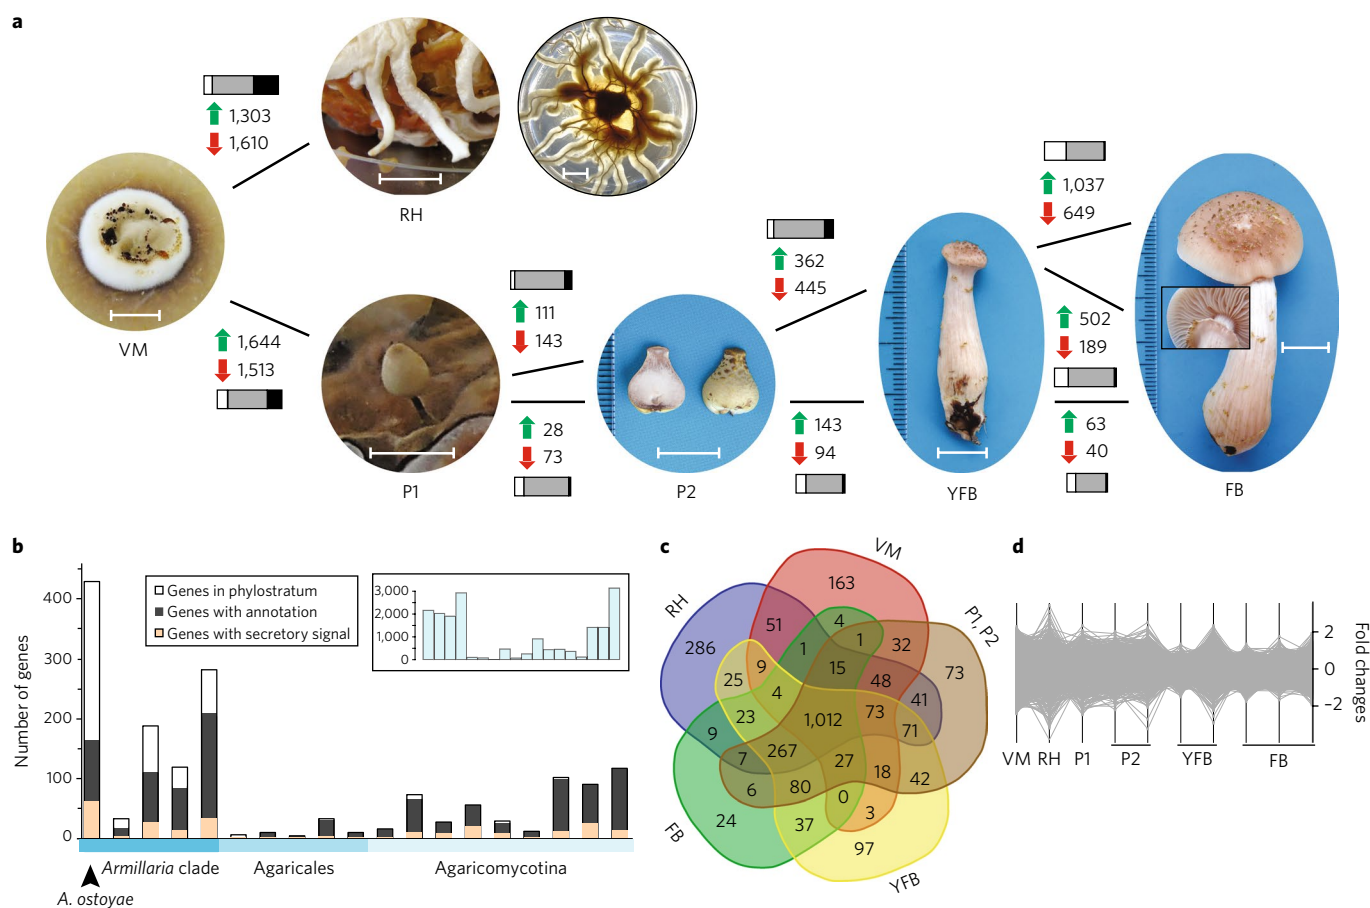 a
1,303
1,610
RH
VM
1,644
1,513
P1
111
143
28
73
P2
362
445
143
94
YFB
1,037
649
502
189
63
40
FB
b
Number of genes
400
300
200
100
0
Genes in phylostratum
Genes with annotation
Genes with secretory signal
3,000
2,000
1,000
0
Armillaria clade
Agaricales
Agaricomycotina
A. ostoyae
c
VM
RH
P1, P2
FB
YFB
163
4
51
1
1
32
286
9
15
73
25
4
48
41
23
1,012
73
71
9
267
7
27
18
42
6
80
0
24
37
3
97
d
2
0
−2
Fold changes
VM RH P1 P2 YFB FB